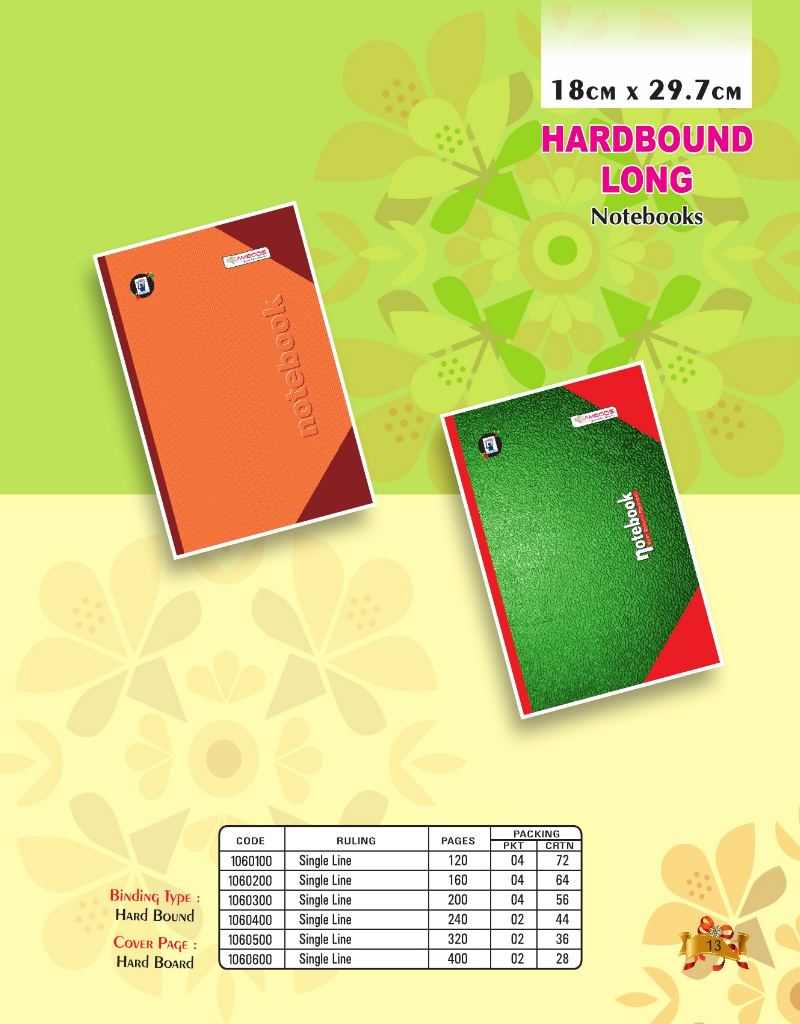 18CM X 29.7CM
HARDBOUND
LONG
Notebooks
notebook
notebook
CODE RULING PAGES PACKING
PKT CRTN
1060100 Single Line 120 04 72
1060200 Single Line 160 04 64
1060300 Single Line 200 04 56
1060400 Single Line 240 02 44
1060500 Single Line 320 02 36
1060600 Single Line 400 02 28
Binding Type :
Hard Bound
Cover Page :
Hard Board
13